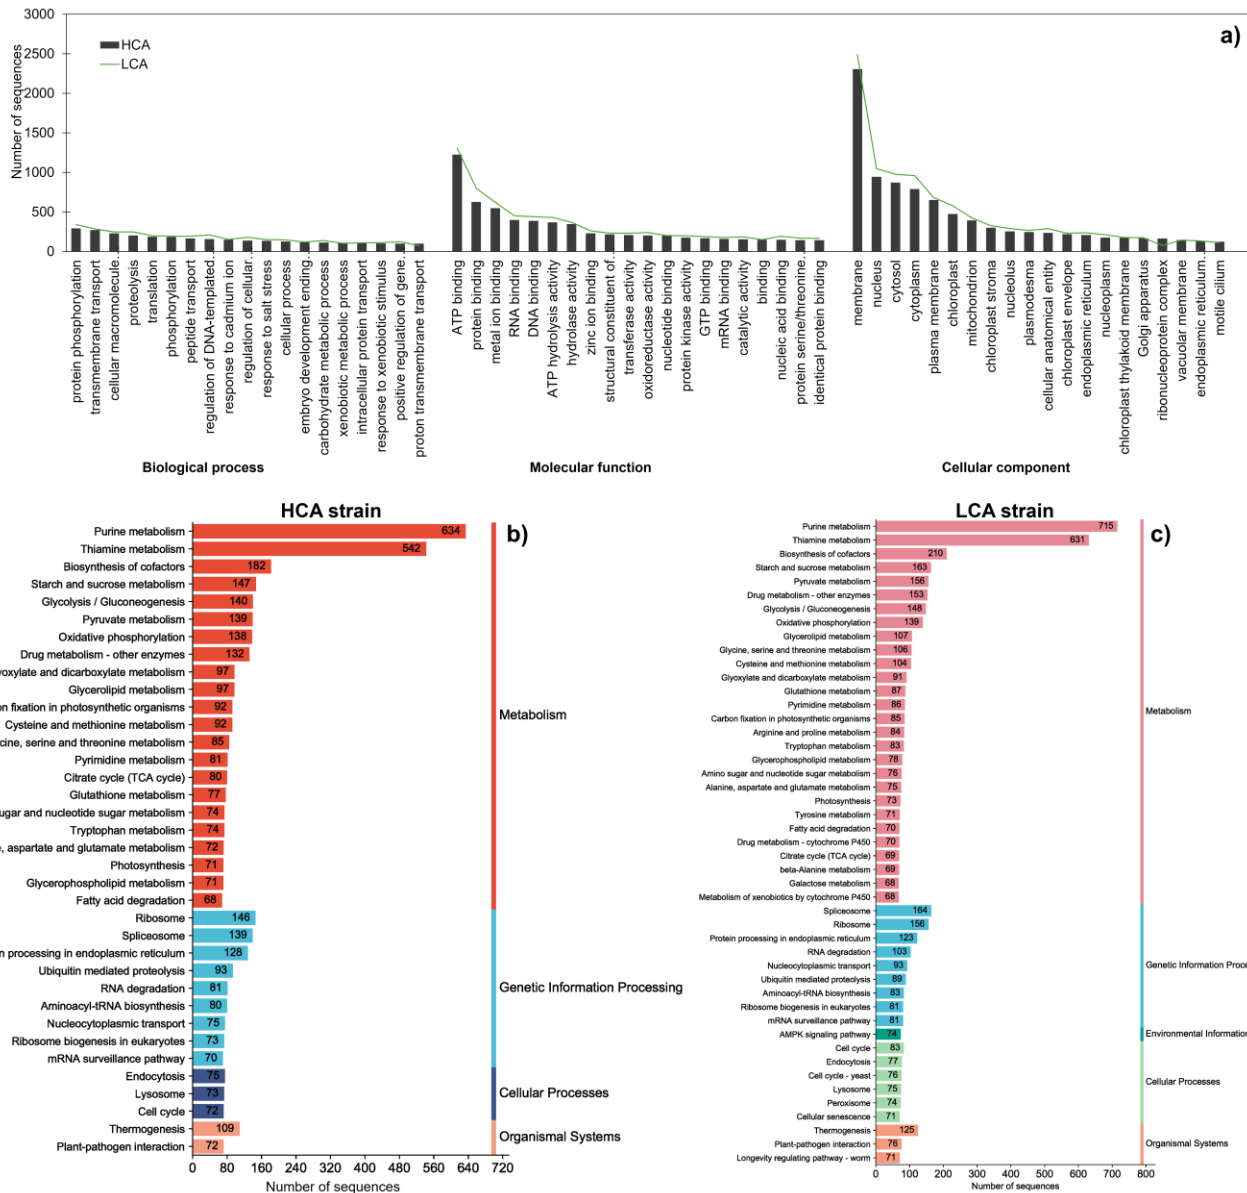 a)
3000
2500
2000
1500
1000
500
0
Number of sequences
HCA
LCA
protein phosphorylation
transmembrane transport
cellular macromolecule...
proteolysis
translation
phosphorylation
peptide transport
regulation of DNA-templated...
response to cadmium ion
regulation of cellular...
response to salt stress
cellular process
embryo development ending...
carbohydrate metabolic process
xenobiotic metabolic process
intracellular protein transport
response to xenobiotic stimulus
positive regulation of gene...
proton transmembrane transport
ATP binding
protein binding
metal ion binding
RNA binding
DNA binding
ATP hydrolysis activity
hydrolase activity
zinc ion binding
structural constituent of...
transferase activity
oxidoreductase activity
nucleotide binding
protein kinase activity
GTP binding
mRNA binding
catalytic activity
binding
nucleic acid binding
protein serine/threonine...
identical protein binding
membrane
nucleus
cytosol
cytoplasm
plasma membrane
chloroplast
mitochondrion
chloroplast stroma
nucleolus
plasmodesma
cellular anatomical entity
chloroplast envelope
endoplasmic reticulum
nucleoplasm
chloroplast thylakoid membrane
Golgi apparatus
ribonucleoprotein complex
vacuolar membrane
endoplasmic reticulum...
motile cilium
Biological process
Molecular function
Cellular component
HCA strain
b)
Purine metabolism 634
Thiamine metabolism 542
Biosynthesis of cofactors 182
Starch and sucrose metabolism 147
Glycolysis / Gluconeogenesis 140
Pyruvate metabolism 139
Oxidative phosphorylation 138
Drug metabolism - other enzymes 132
yoxylate and dicarboxylate metabolism 97
Glycerolipid metabolism 97
on fixation in photosynthetic organisms 92
Cysteine and methionine metabolism 92
cine, serine and threonine metabolism 85
Pyrimidine metabolism 81
Citrate cycle (TCA cycle) 80
Glutathione metabolism 77
sugar and nucleotide sugar metabolism 74
Tryptophan metabolism 74
e, aspartate and glutamate metabolism 72
Photosynthesis 71
Glycerophospholipid metabolism 71
Fatty acid degradation 68
Ribosome 146
Spliceosome 139
n processing in endoplasmic reticulum 128
Ubiquitin mediated proteolysis 93
RNA degradation 81
Aminoacyl-tRNA biosynthesis 80
Nucleocytoplasmic transport 75
Ribosome biogenesis in eukaryotes 73
mRNA surveillance pathway 70
Endocytosis 75
Lysosome 73
Cell cycle 72
Thermogenesis 109
Plant-pathogen interaction 72
Metabolism
Genetic Information Processing
Cellular Processes
Organismal Systems
0 80 160 240 320 400 480 560 640 720
Number of sequences
LCA strain
c)
Purine metabolism 715
Thiamine metabolism 631
Biosynthesis of cofactors 210
Starch and sucrose metabolism 163
Pyruvate metabolism 156
Drug metabolism - other enzymes 153
Glycolysis / Gluconeogenesis 148
Oxidative phosphorylation 139
Glycerolipid metabolism 107
Glycine, serine and threonine metabolism 106
Cysteine and methionine metabolism 104
Glyoxylate and dicarboxylate metabolism 91
Glutathione metabolism 87
Pyrimidine metabolism 86
Carbon fixation in photosynthetic organisms 85
Arginine and proline metabolism 84
Tryptophan metabolism 83
Glycerophospholipid metabolism 78
Amino sugar and nucleotide sugar metabolism 76
Alanine, aspartate and glutamate metabolism 75
Photosynthesis 73
Tyrosine metabolism 71
Fatty acid degradation 70
Drug metabolism - cytochrome P450 70
Citrate cycle (TCA cycle) 69
beta-Alanine metabolism 69
Galactose metabolism 68
Metabolism of xenobiotics by cytochrome P450 68
Spliceosome 164
Ribosome 156
Protein processing in endoplasmic reticulum 123
RNA degradation 103
Nucleocytoplasmic transport 93
Ubiquitin mediated proteolysis 89
Aminoacyl-tRNA biosynthesis 83
Ribosome biogenesis in eukaryotes 81
mRNA surveillance pathway 81
AMPK signaling pathway 74
Cell cycle 83
Endocytosis 77
Cell cycle - yeast 76
Lysosome 75
Peroxisome 74
Cellular senescence 71
Thermogenesis 125
Plant-pathogen interaction 76
Longevity regulating pathway - worm 71
Metabolism
Genetic Information Proce
Environmental Information
Cellular Processes
Organismal Systems
0 100 200 300 400 500 600 700 800
Number of sequences